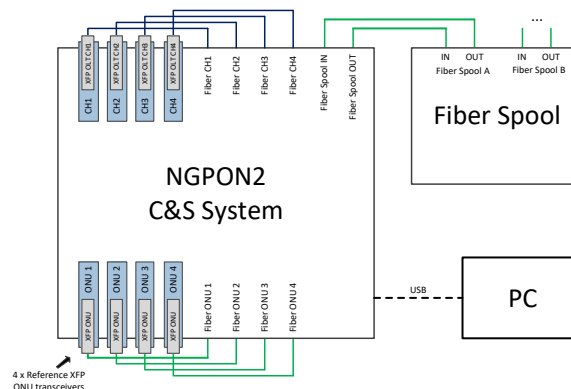 XFP OLT CH1
XFP OLT CH2
XFP OLT CH3
XFP OLT CH4
CH1
CH2
CH3
CH4
Fiber CH1
Fiber CH2
Fiber CH3
Fiber CH4
Fiber Spool IN
Fiber Spool OUT
...
IN OUT IN OUT
Fiber Spool A Fiber Spool B
Fiber Spool
NGPON2
C&S System
ONU 1
ONU 2
ONU 3
ONU 4
XFP ONU
XFP ONU
XFP ONU
XFP ONU
Fiber ONU 1
Fiber ONU 2
Fiber ONU 3
Fiber ONU 4
USB
PC
4 x Reference XFP
ONU transceivers